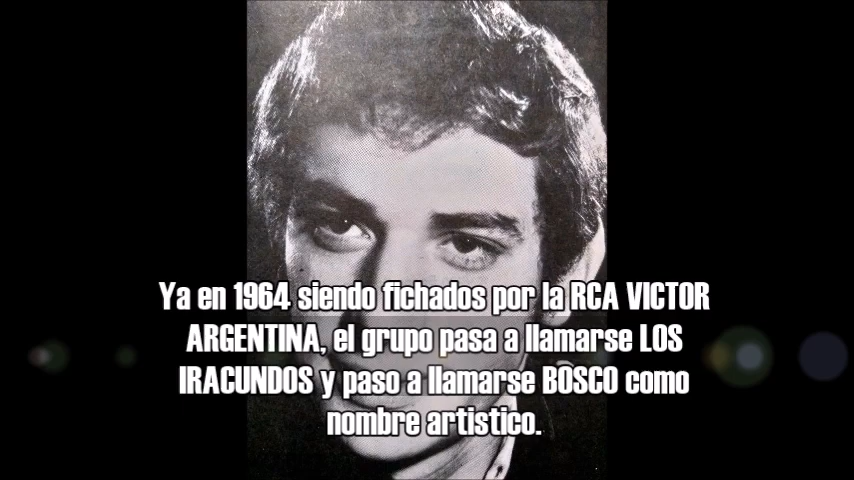 Ya en 1964 siendo fichados por la RCA VICTOR
ARGENTINA, el grupo pasa a llamarse LOS
IRACUNDOS y paso a llamarse BOSCO como
nombre artistico.